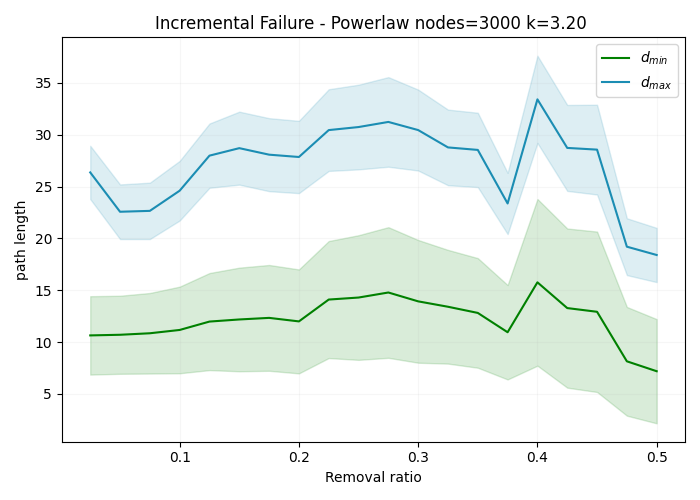 Incremental Failure - Powerlaw nodes=3000 k=3.20
path length
35
30
25
20
15
10
5
0.1
0.2
0.3
0.4
0.5
Removal ratio
d_min
d_max